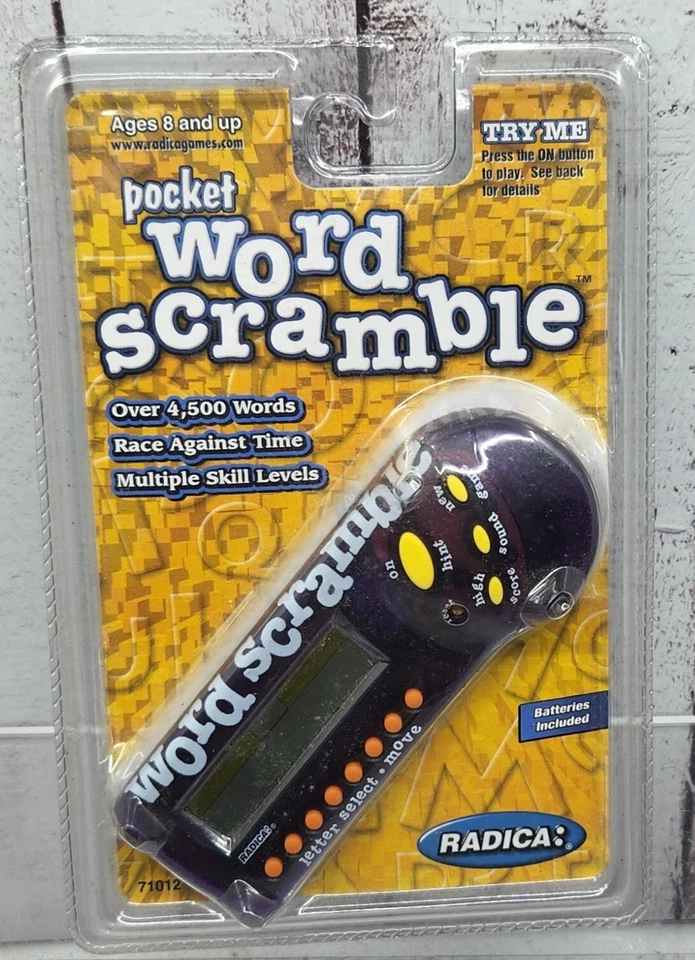 Ages 8 and up
www.radicagames.com
TRY ME
Press the ON button
to play. See back
for details
pocket
word
scramble™
Over 4,500 Words
Race Against Time
Multiple Skill Levels
word scramble
new game
on
hint
sound
high score
reset
letter select • move
RADICA:®
Batteries
Included
RADICA:®
71012